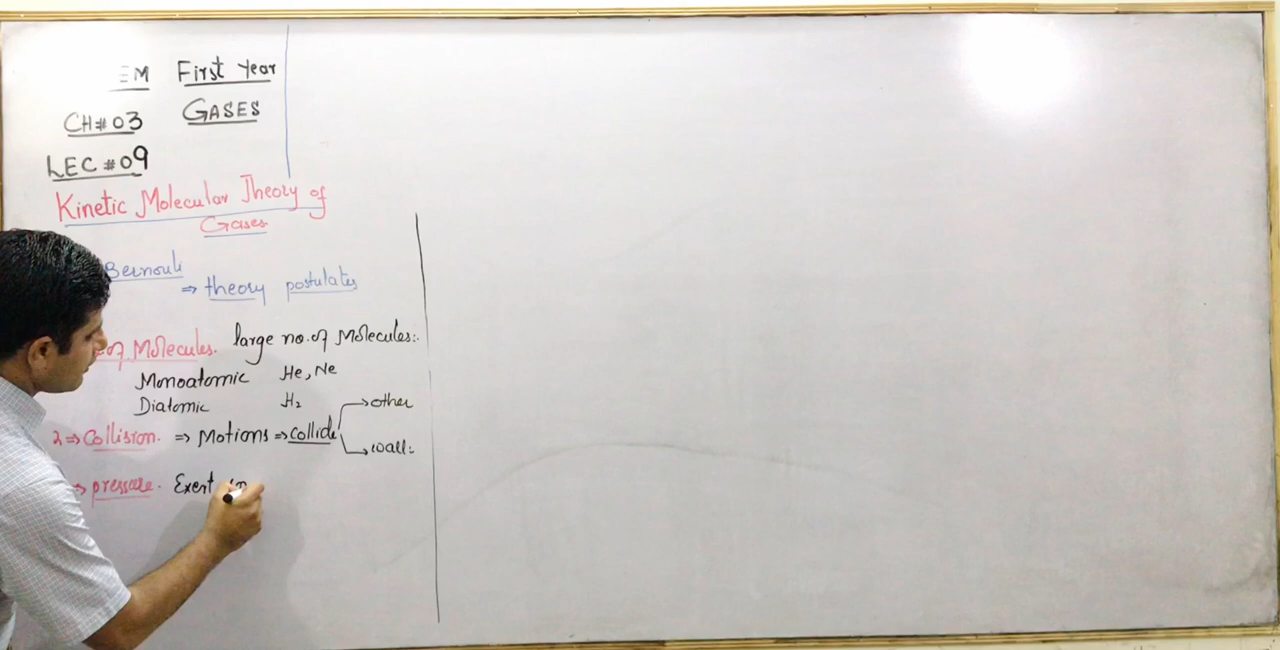 EM First Year
CH#03 GASES
LEC#09
Kinetic Molecular Theory of
Gases
Bernouli
⇒ theory postulates
of Molecules. large no. of Molecules:.
Monoatomic He, Ne
Diatomic H₂
2⇒ Collision. ⇒ Motions ⇒ collide → other
→ wall:
⇒ pressure. Exert